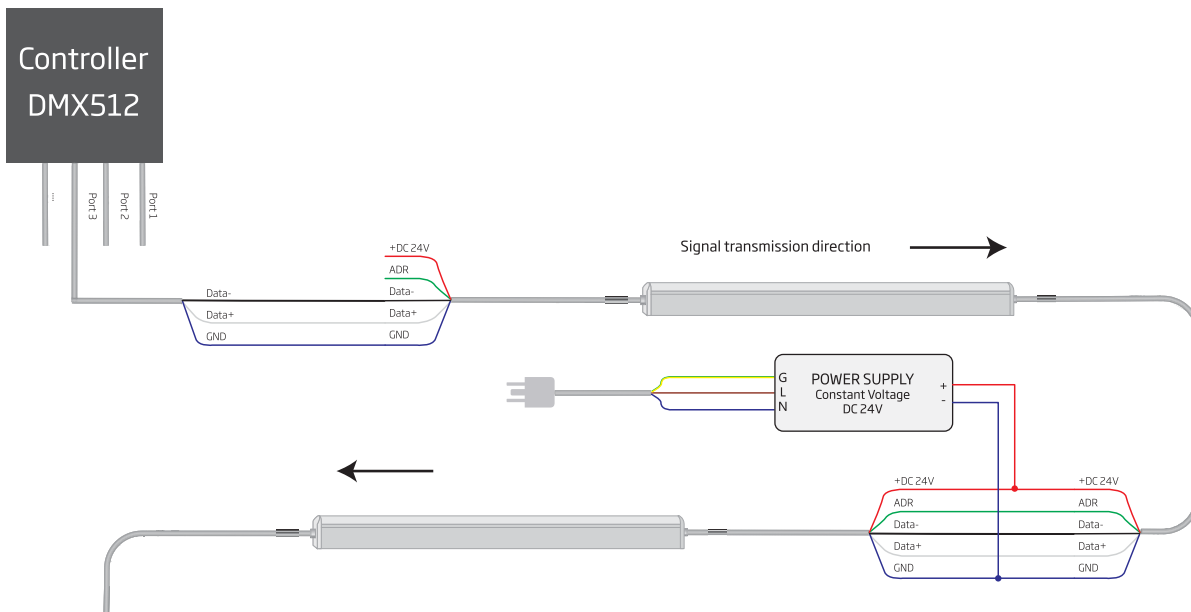 Controller
DMX512
....
Port 3
Port 2
Port 1
+DC 24V
ADR
Data-
Data-
Data+
Data+
GND
GND
Signal transmission direction
G
L
N
POWER SUPPLY
Constant Voltage
DC 24V
+
-
+DC 24V
+DC 24V
ADR
ADR
Data-
Data-
Data+
Data+
GND
GND